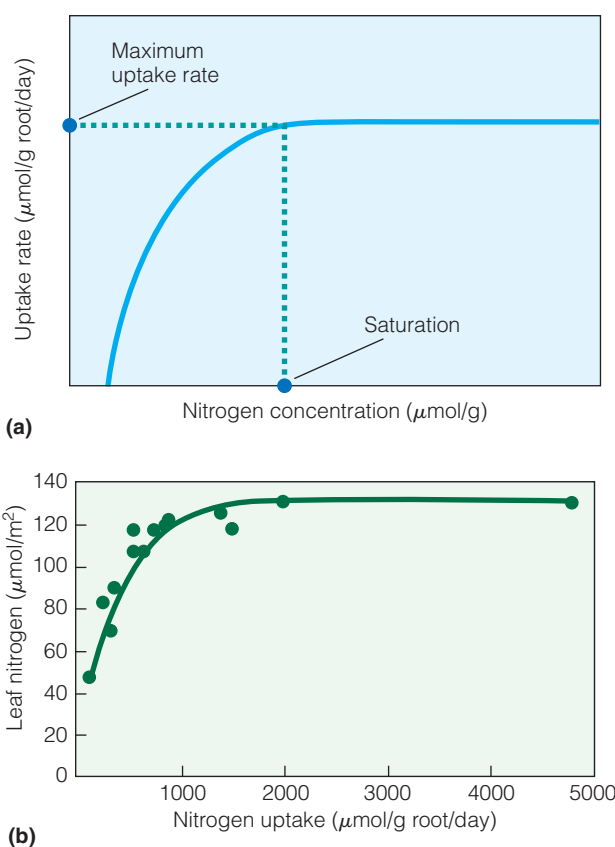 Maximum
uptake rate
Uptake rate (μmol/g root/day)
Saturation
2000
Nitrogen concentration (μmol/g)
(a)
140
120
100
80
60
40
20
0
Leaf nitrogen (μmol/m²)
1000 2000 3000 4000 5000
Nitrogen uptake (μmol/g root/day)
(b)